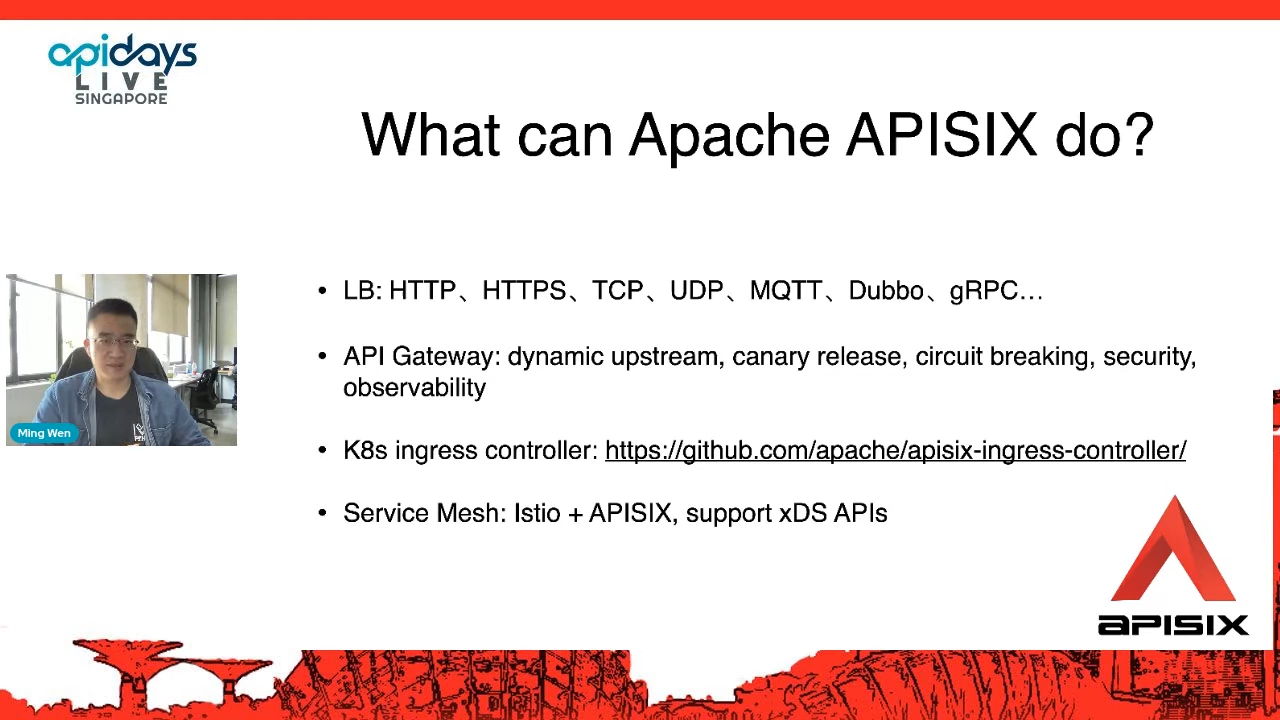 apidays
LIVE
SINGAPORE
What can Apache APISIX do?
• LB: HTTP、HTTPS、TCP、UDP、MQTT、Dubbo、gRPC…
• API Gateway: dynamic upstream, canary release, circuit breaking, security,
observability
Ming Wen
• K8s ingress controller: https://github.com/apache/apisix-ingress-controller/
• Service Mesh: Istio + APISIX, support xDS APIs
APISIX